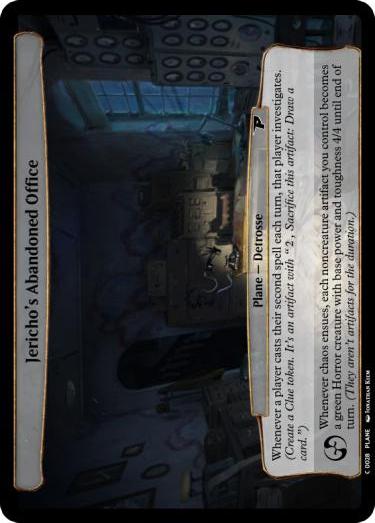 Jericho's Abandoned Office
Plane — Detrosse
Whenever a player casts their second spell each turn, that player investigates.
(Create a Clue token. It's an artifact with "2, Sacrifice this artifact: Draw a
card.")
Whenever chaos ensues, each noncreature artifact you control becomes
a green Horror creature with base power and toughness 4/4 until end of
turn. (They aren't artifacts for the duration.)
C 0028 PLANE JONATHAN KIEM